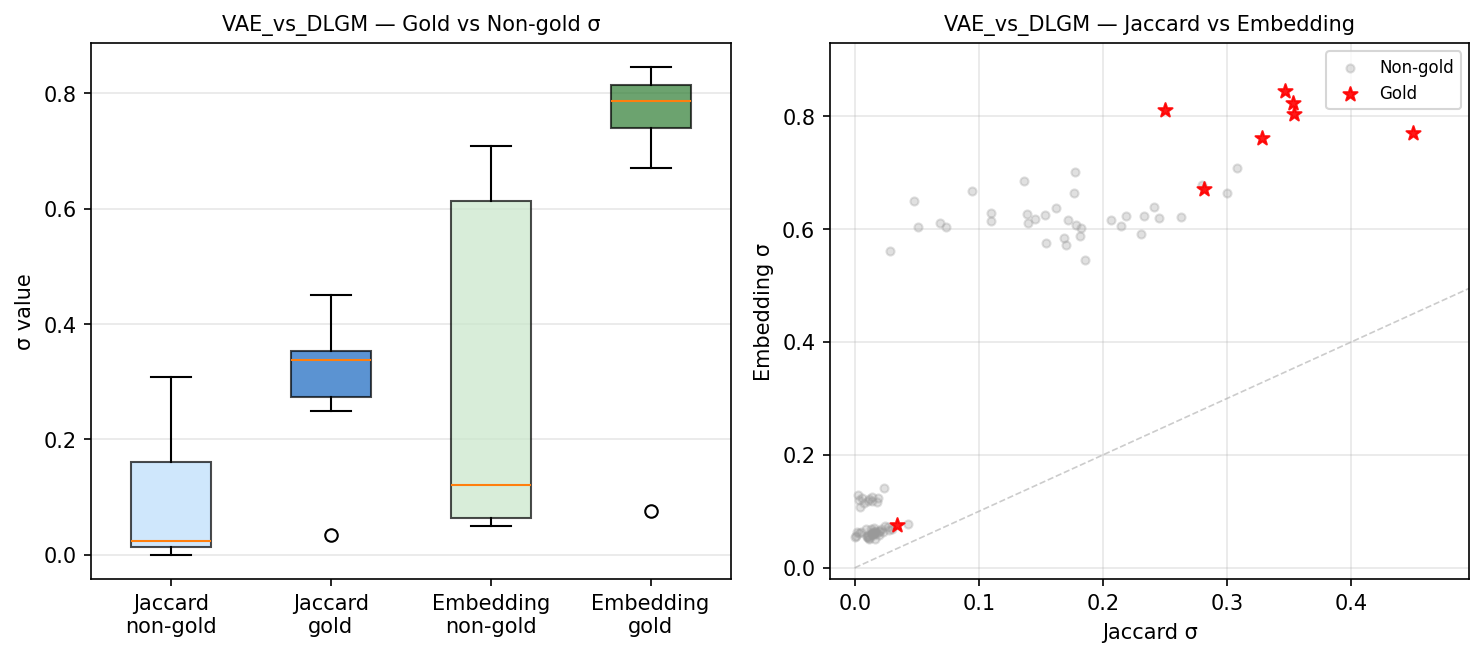 VAE_vs_DLGM — Gold vs Non-gold σ
σ value
0.8
0.6
0.4
0.2
0.0
Jaccard
non-gold
Jaccard
gold
Embedding
non-gold
Embedding
gold
VAE_vs_DLGM — Jaccard vs Embedding
Non-gold
Gold
Embedding σ
0.8
0.6
0.4
0.2
0.0
0.0
0.1
0.2
0.3
0.4
Jaccard σ